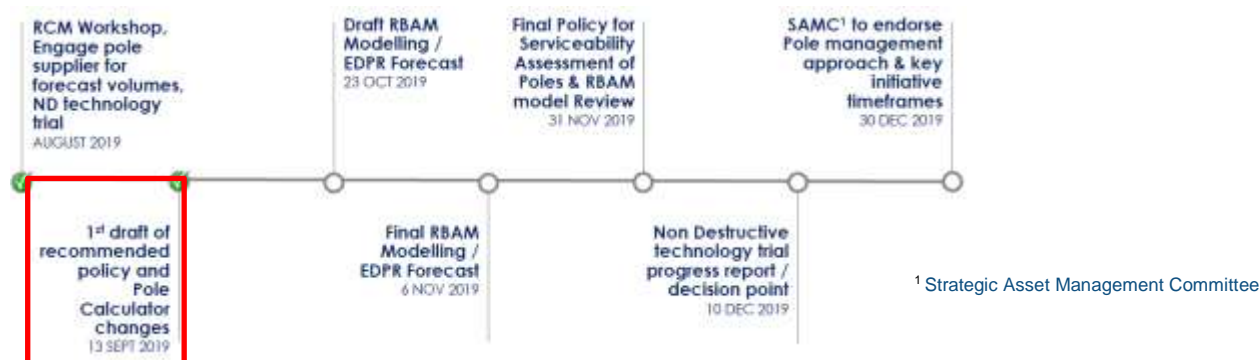 RCM Workshop,
Engage pole
supplier for
forecast volumes,
ND technology
trial
AUGUST 2019
Draft RBAM
Modelling /
EDPR Forecast
23 OCT 2019
Final Policy for
Serviceability
Assessment of
Poles & RBAM
model Review
31 NOV 2019
SAMC¹ to endorse
Pole management
approach & key
initiative
timeframes
30 DEC 2019
1st draft of
recommended
policy and
Pole
Calculator
changes
13 SEPT 2019
Final RBAM
Modelling /
EDPR Forecast
6 NOV 2019
Non Destructive
technology trial
progress report /
decision point
10 DEC 2019
¹ Strategic Asset Management Committee